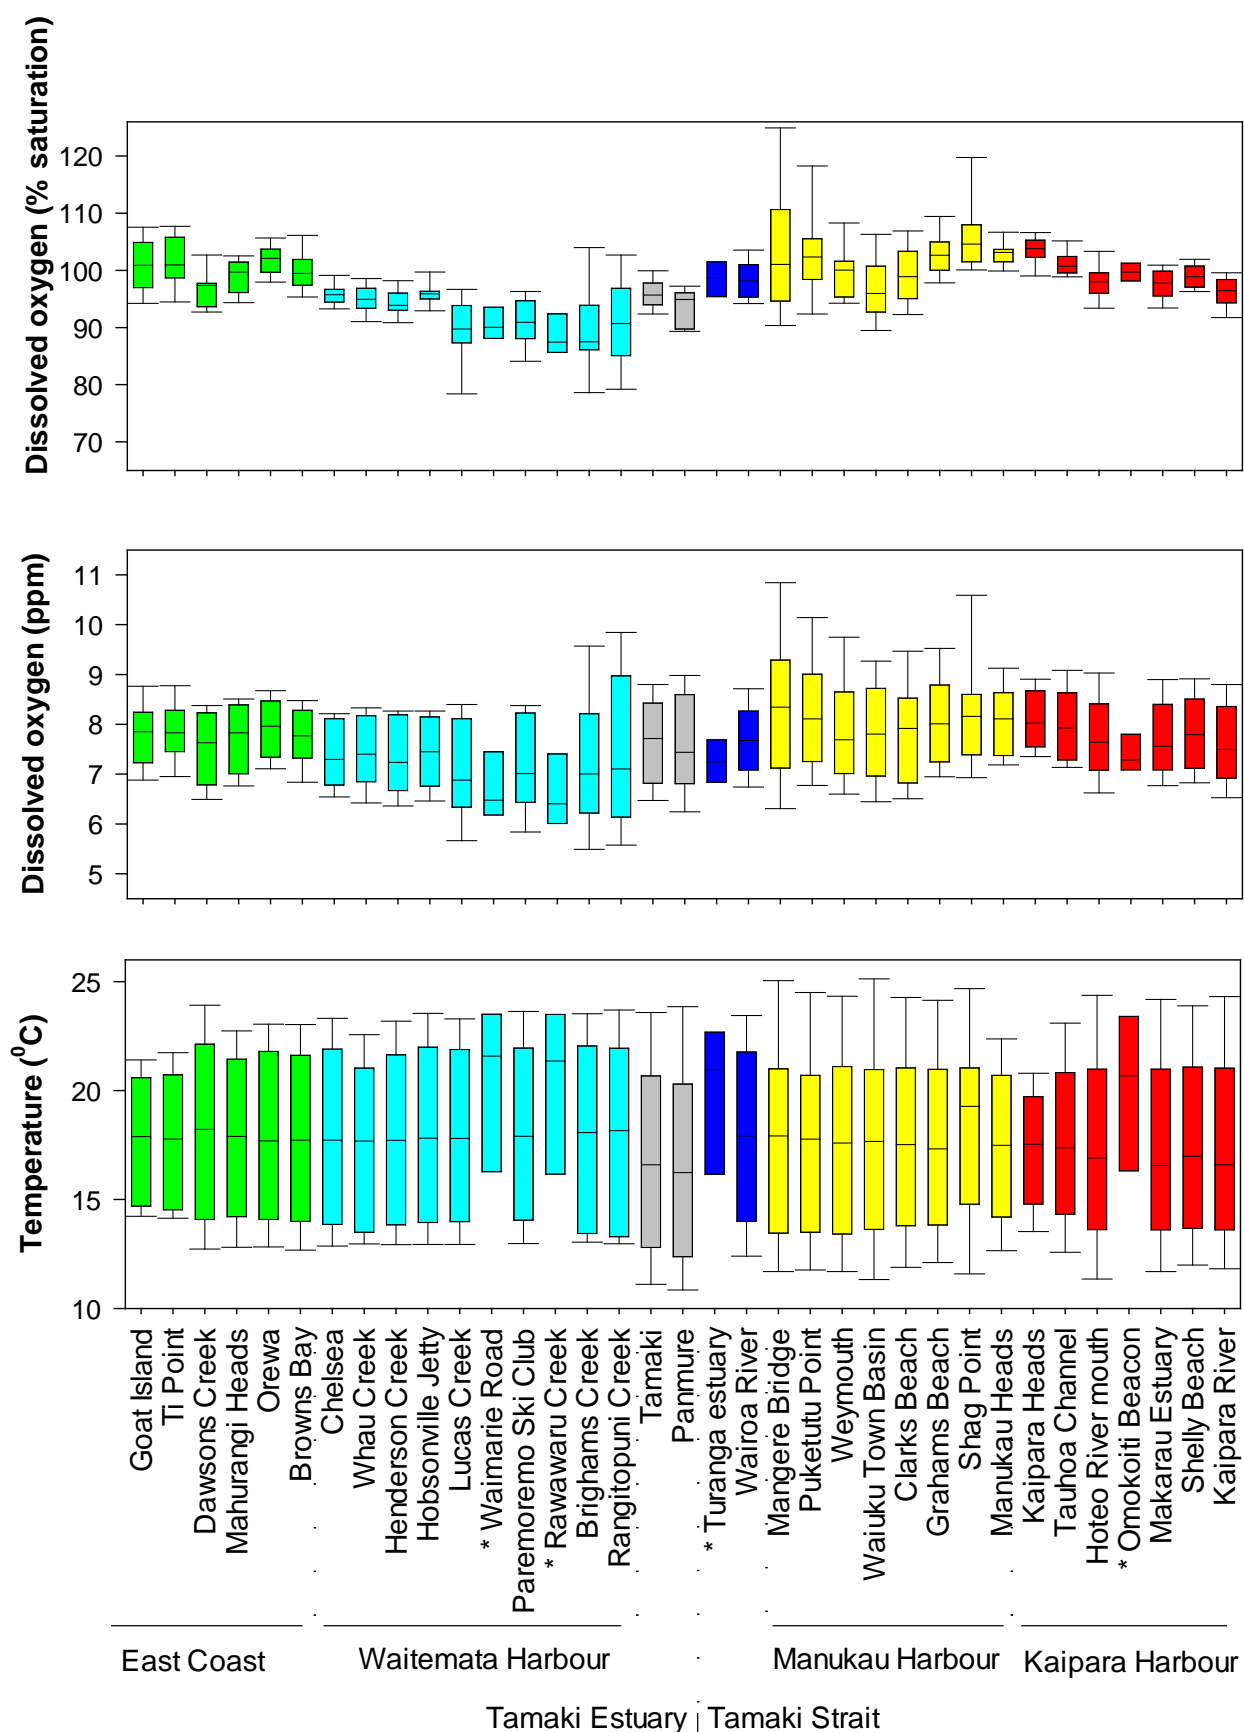 Dissolved oxygen (% saturation)
120
110
100
90
80
70
Dissolved oxygen (ppm)
11
10
9
8
7
6
5
Temperature (⁰C)
25
20
15
10
Goat Island
Ti Point
Dawsons Creek
Mahurangi Heads
Orewa
Browns Bay
Chelsea
Whau Creek
Henderson Creek
Hobsonville Jetty
Lucas Creek
* Waimarie Road
Paremoremo Ski Club
* Rawawaru Creek
Brighams Creek
Rangitopuni Creek
Tamaki
Panmure
* Turanga estuary
Wairoa River
Mangere Bridge
Puketutu Point
Weymouth
Waiuku Town Basin
Clarks Beach
Grahams Beach
Shag Point
Manukau Heads
Kaipara Heads
Tauhoa Channel
Hoteo River mouth
* Omokoiti Beacon
Makarau Estuary
Shelly Beach
Kaipara River
East Coast
Waitemata Harbour
Manukau Harbour
Kaipara Harbour
Tamaki Estuary
Tamaki Strait